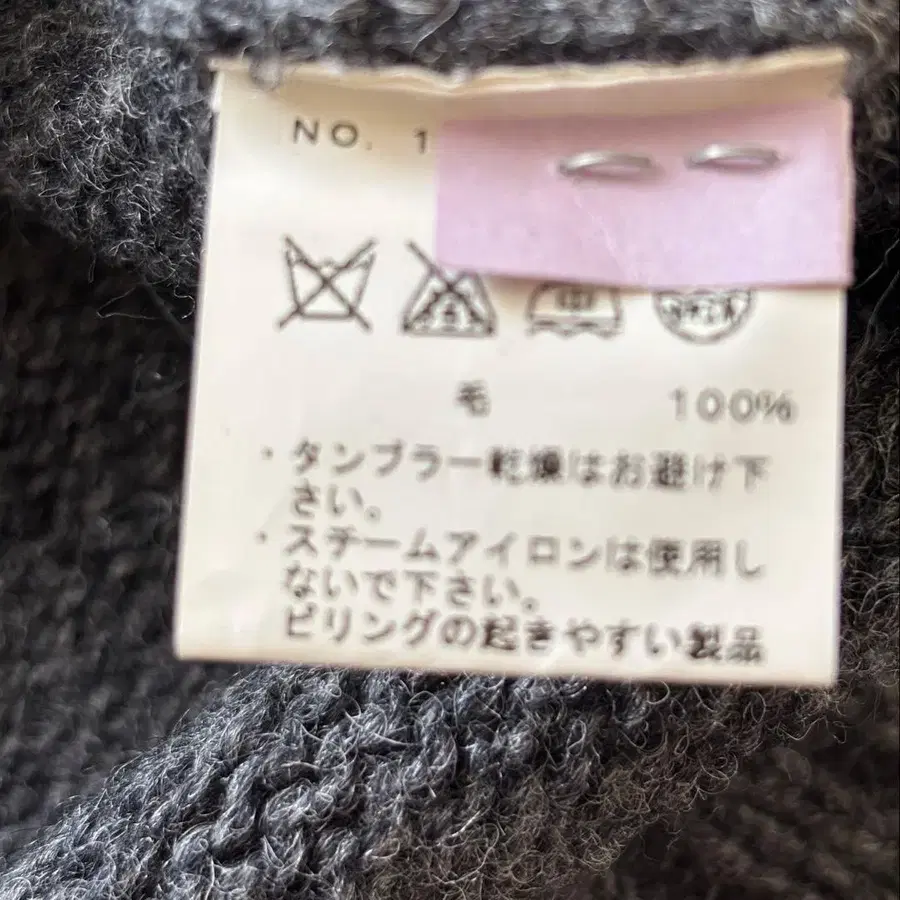 NO. 1
毛 100%
・タンブラー乾燥はお避け下
さい。
・スチームアイロンは使用し
ないで下さい。
ピリングの起きやすい製品